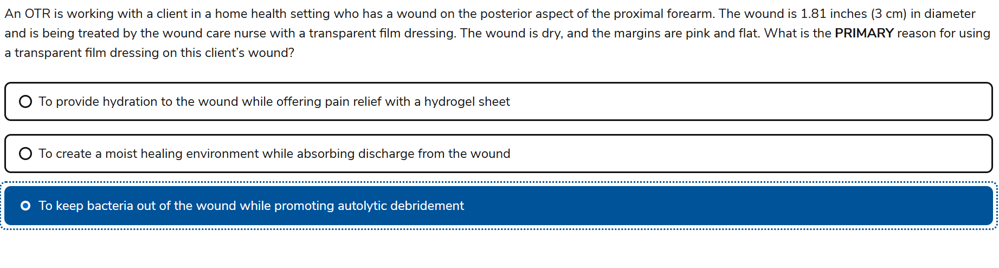 An OTR is working with a client in a home health setting who has a wound on the posterior aspect of the proximal forearm. The wound is 1.81 inches (3 cm) in diameter
and is being treated by the wound care nurse with a transparent film dressing. The wound is dry, and the margins are pink and flat. What is the PRIMARY reason for using
a transparent film dressing on this client’s wound?
To provide hydration to the wound while offering pain relief with a hydrogel sheet
To create a moist healing environment while absorbing discharge from the wound
To keep bacteria out of the wound while promoting autolytic debridement